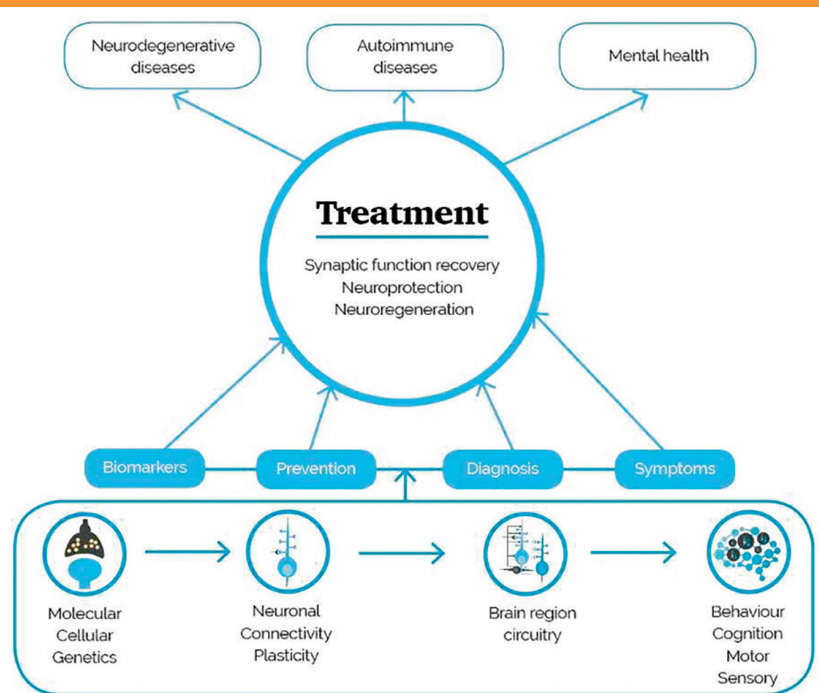 Neurodegenerative
diseases
Autoimmune
diseases
Mental health
Treatment
Synaptic function recovery
Neuroprotection
Neuroregeneration
Biomarkers
Prevention
Diagnosis
Symptoms
Molecular
Cellular
Genetics
Neuronal
Connectivity
Plasticity
Brain region
circuitry
Behaviour
Cognition
Motor
Sensory